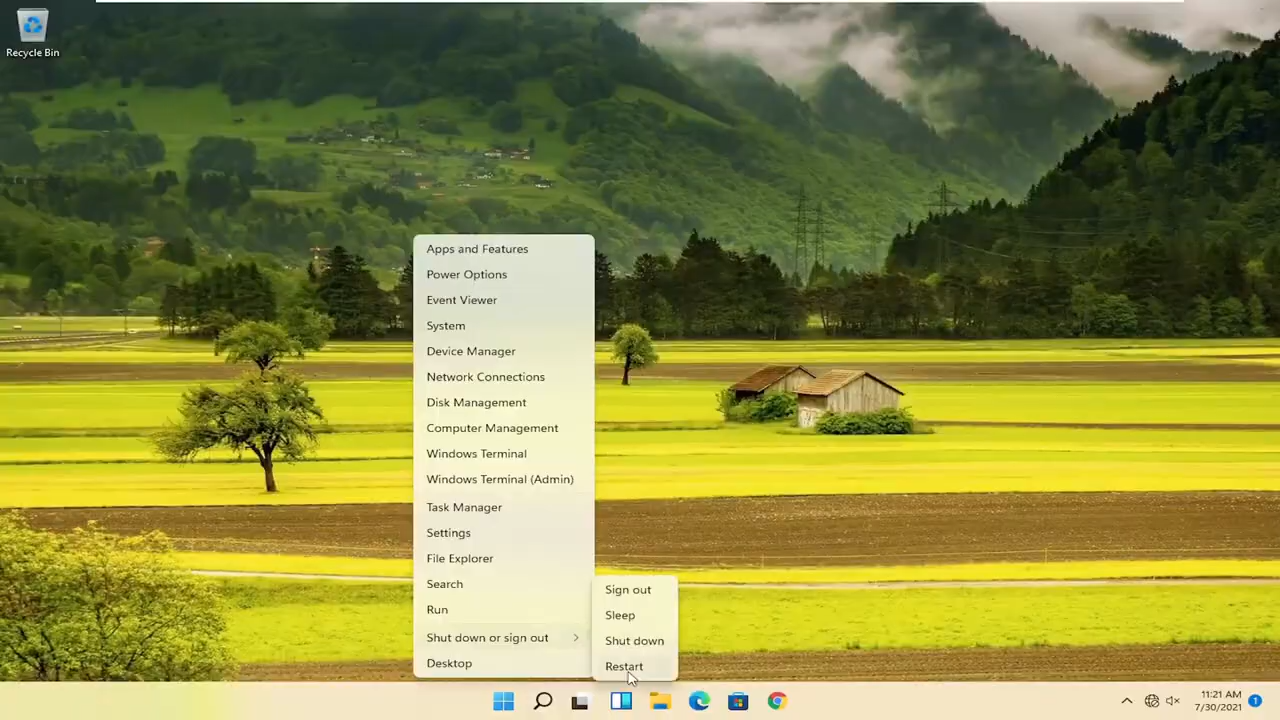 Recycle Bin
Apps and Features
Power Options
Event Viewer
System
Device Manager
Network Connections
Disk Management
Computer Management
Windows Terminal
Windows Terminal (Admin)
Task Manager
Settings
File Explorer
Search
Run
Shut down or sign out
Desktop
Sign out
Sleep
Shut down
Restart
11:21 AM
7/30/2021
1